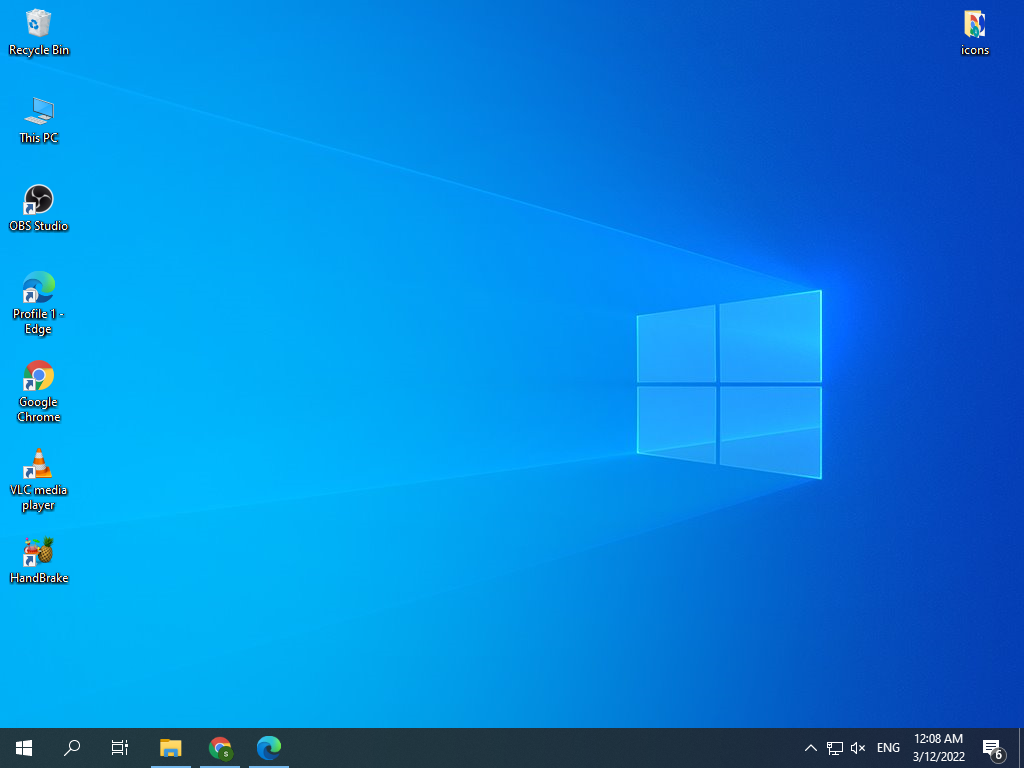 Recycle Bin
icons
This PC
OBS Studio
Profile 1 -
Edge
Google
Chrome
VLC media
player
HandBrake
S
ENG
12:08 AM
3/12/2022
6